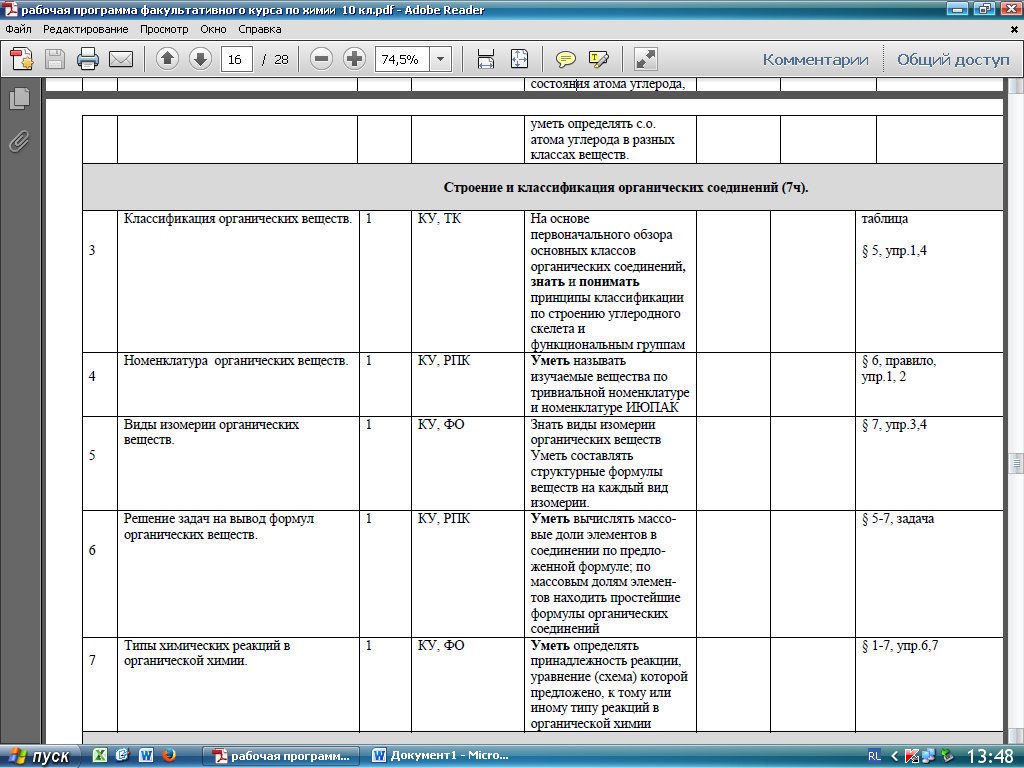 рабочая программа факультативного курса по химии 10 кл.pdf - Adobe Reader
Файл Редактирование Просмотр Окно Справка
16 / 28 74,5% Комментарии Общий доступ
состояния атома углерода,
уметь определять с.о.
атома углерода в разных
классах веществ.
Строение и классификация органических соединений (7ч).
3
Классификация органических веществ.
1
КУ, ТК
На основе
первоначального обзора
основных классов
органических соединений,
знать и понимать
принципы классификации
по строению углеродного
скелета и
функциональным группам
таблица
§ 5, упр.1,4
4
Номенклатура органических веществ.
1
КУ, РПК
Уметь называть
изучаемые вещества по
тривиальной номенклатуре
и номенклатуре ИЮПАК
§ 6, правило,
упр.1, 2
5
Виды изомерии органических
веществ.
1
КУ, ФО
Знать виды изомерии
органических веществ
Уметь составлять
структурные формулы
веществ на каждый вид
изомерии.
§ 7, упр.3,4
6
Решение задач на вывод формул
органических веществ.
1
КУ, РПК
Уметь вычислять массо-
вые доли элементов в
соединении по предло-
женной формуле; по
массовым долям элемен-
тов находить простейшие
формулы органических
соединений
§ 5-7, задача
7
Типы химических реакций в
органической химии.
1
КУ, ФО
Уметь определять
принадлежность реакции,
уравнение (схема) которой
предложено, к тому или
иному типу реакций в
органической химии
§ 1-7, упр.6,7
пуск рабочая программ... Документ1 - Micro... RL 13:48